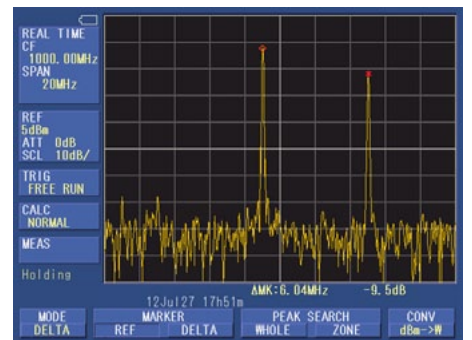 REAL TIME
CF
1000.00MHz
SPAN
20MHz
REF
5dBm
ATT 0dB
SCL 10dB/
TRIG
FREE RUN
CALC
NORMAL
MEAS
Holding
ΔMK:6.04MHz -9.5dB
12Jul27 17h51m
MODE
DELTA
MARKER
REF DELTA
PEAK SEARCH
WHOLE ZONE
CONV
dBm->W